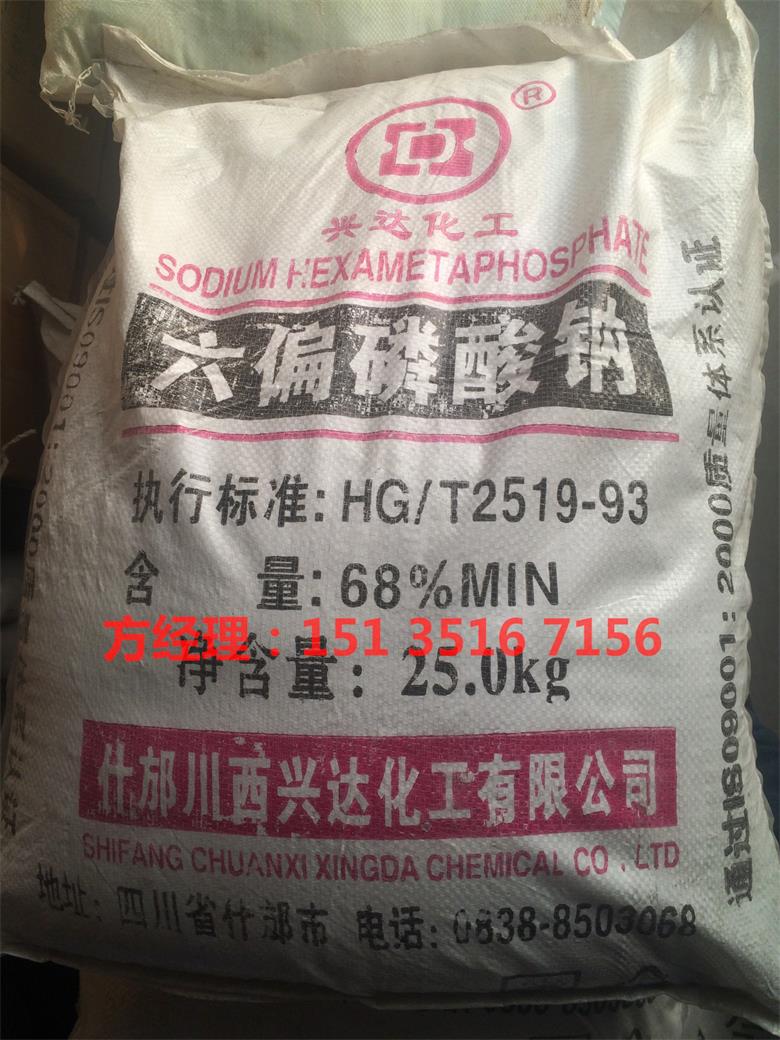 ®
兴达化工
SODIUM HEXAMETAPHOSPHATE
六偏磷酸钠
执行标准：HG/T2519-93
含 量：68%MIN
方经理：151 3516 7156
净含量：25.0kg
什邡川西兴达化工有限公司
SHIFANG CHUANXI XINGDA CHEMICAL CO.,LTD
地址：四川省什邡市 电话：0838-8503068
通过ISO9001:2000质量体系认证
ISO9001:2000